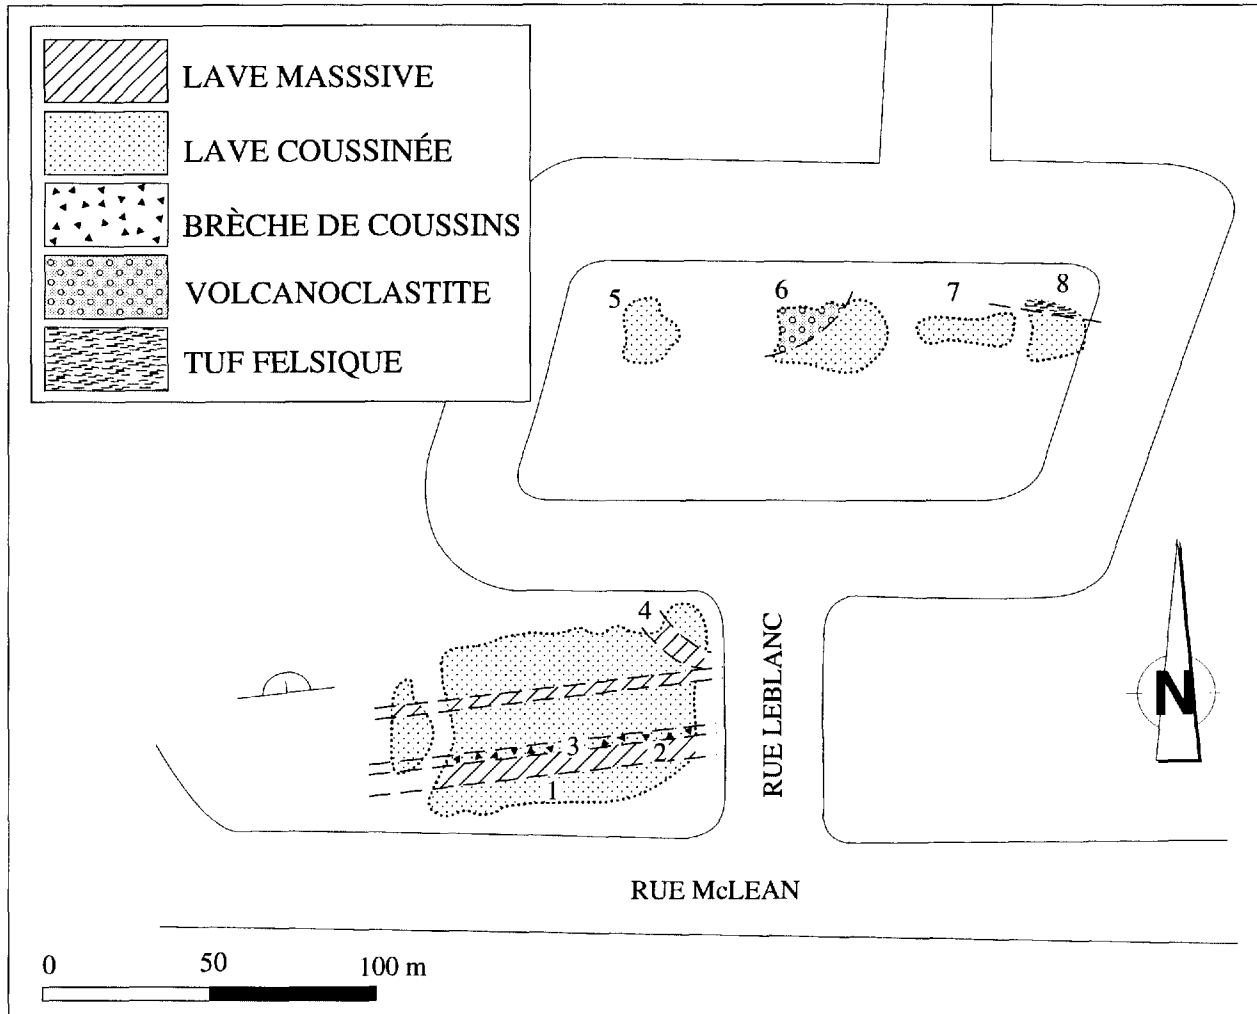 LAVE MASSSIVE
LAVE COUSSINÉE
BRÈCHE DE COUSSINS
VOLCANOCLASTITE
TUF FELSIQUE
5
6
7
8
4
3
2
1
RUE LEBLANC
N
RUE McLEAN
0 50 100 m